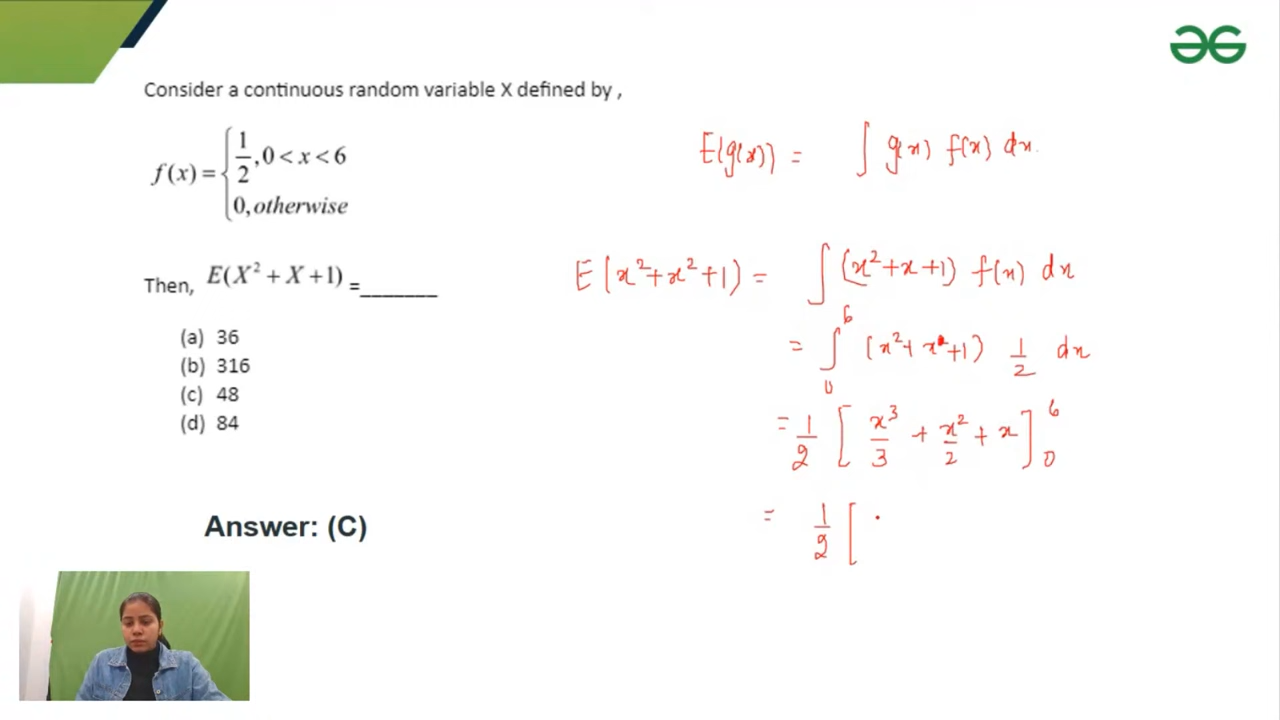 Consider a continuous random variable X defined by ,
f(x) = { 1/2 , 0 < x < 6
0, otherwise
Then, E(X² + X + 1) = _______
(a) 36
(b) 316
(c) 48
(d) 84
Answer: (C)
E(g(x)) = ∫ g(x) f(x) dx
E(x²+x²+1) = ∫ (x²+x+1) f(x) dx
= ∫₀⁶ (x²+x+1) 1/2 dx
= 1/2 [ x³/3 + x²/2 + x ]₀⁶
= 1/2 [